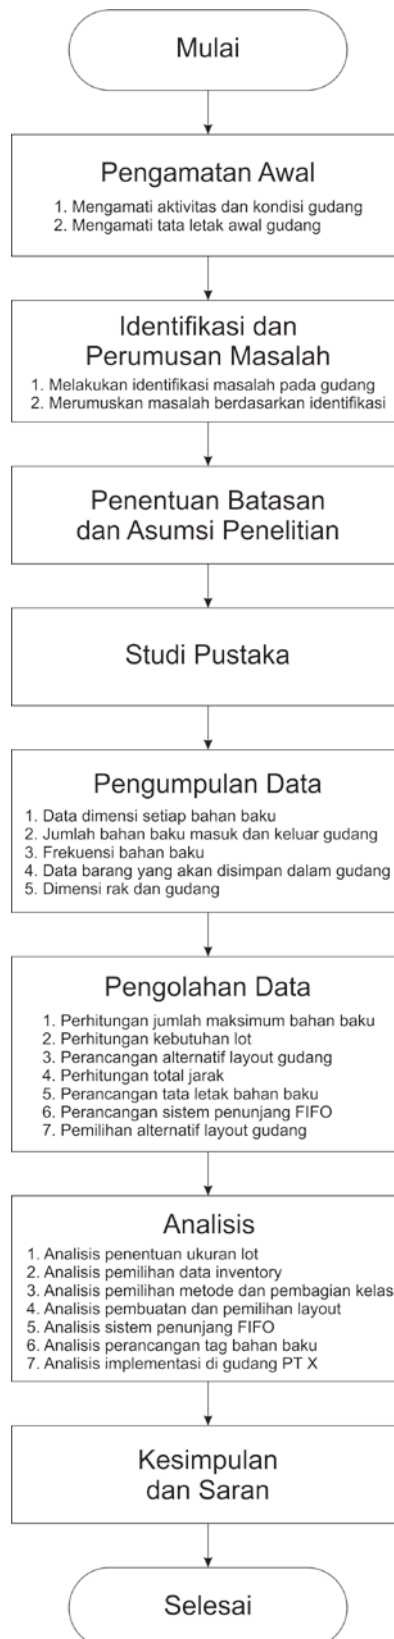 Mulai
Pengamatan Awal
1. Mengamati aktivitas dan kondisi gudang
2. Mengamati tata letak awal gudang
Identifikasi dan
Perumusan Masalah
1. Melakukan identifikasi masalah pada gudang
2. Merumuskan masalah berdasarkan identifikasi
Penentuan Batasan
dan Asumsi Penelitian
Studi Pustaka
Pengumpulan Data
1. Data dimensi setiap bahan baku
2. Jumlah bahan baku masuk dan keluar gudang
3. Frekuensi bahan baku
4. Data barang yang akan disimpan dalam gudang
5. Dimensi rak dan gudang
Pengolahan Data
1. Perhitungan jumlah maksimum bahan baku
2. Perhitungan kebutuhan lot
3. Perancangan alternatif layout gudang
4. Perhitungan total jarak
5. Perancangan tata letak bahan baku
6. Perancangan sistem penunjang FIFO
7. Pemilihan alternatif layout gudang
Analisis
1. Analisis penentuan ukuran lot
2. Analisis pemilihan data inventory
3. Analisis pemilihan metode dan pembagian kelas
4. Analisis pembuatan dan pemilihan layout
5. Analisis sistem penunjang FIFO
6. Analisis perancangan tag bahan baku
7. Analisis implementasi di gudang PT X
Kesimpulan
dan Saran
Selesai